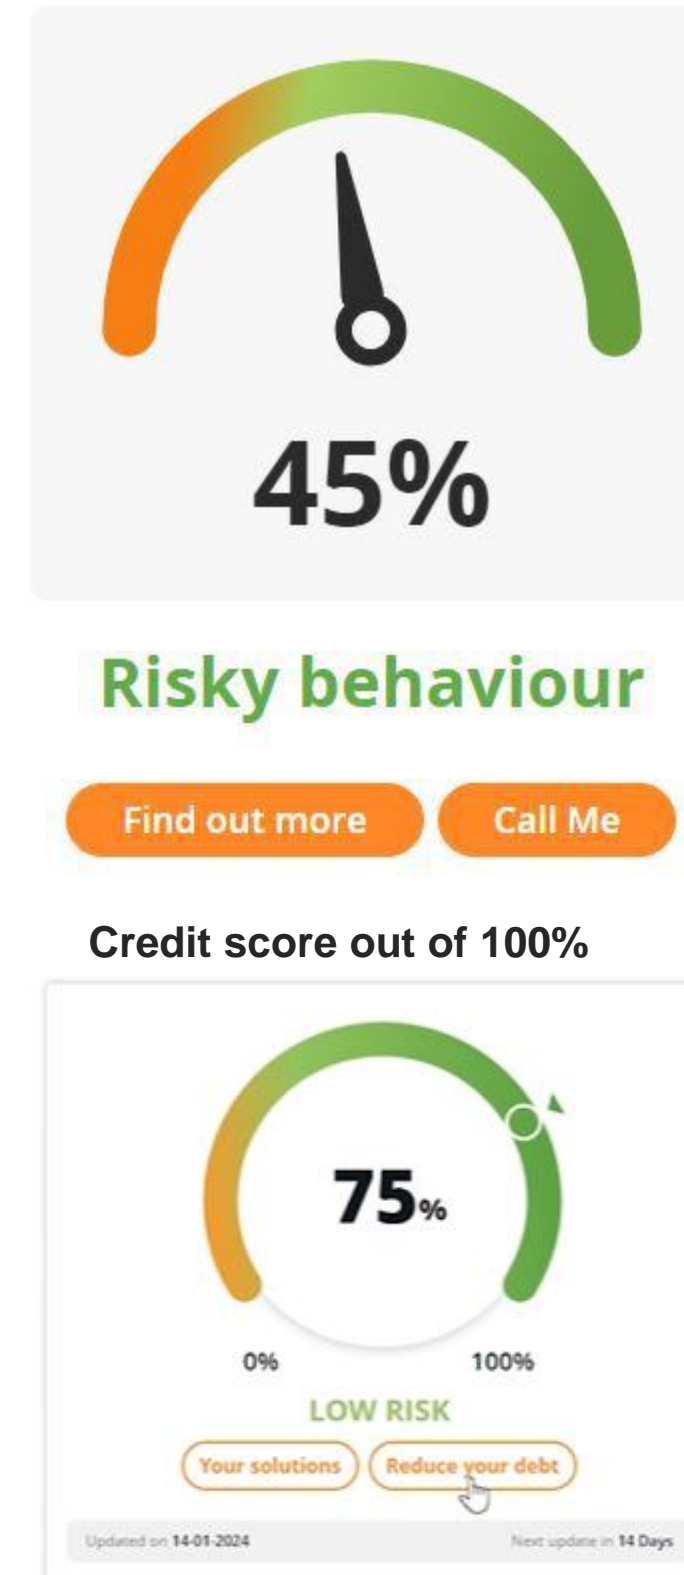 45%
Risky behaviour
Find out more Call Me
Credit score out of 100%
75%
0% 100%
LOW RISK
Your solutions Reduce your debt
Updated on 14-01-2024 Next update in 14 Days